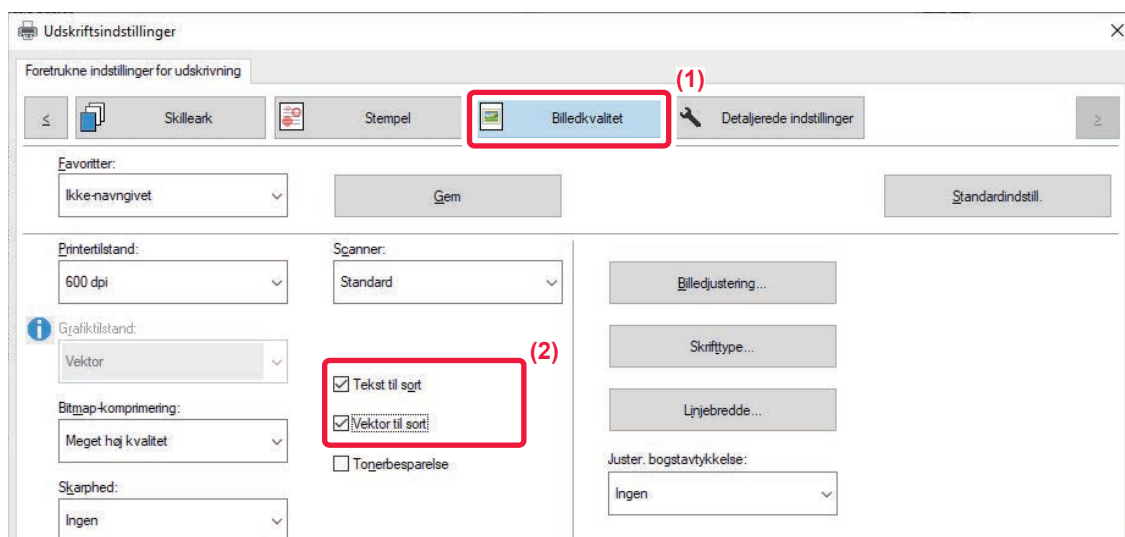 Udskriftsindstillinger
Foretrukne indstillinger for udskrivning
(1)
< Skilleark Stempel Billedkvalitet Detaljerede indstillinger >
Favoritter:
Ikke-navngivet Gem Standardindstill.
Printertilstand: Scanner:
600 dpi Standard Billedjustering...
Grafiktilstand:
Vektor Skrifttype...
(2)
Tekst til sort
Bitmap-komprimering: Vektor til sort Linjebredde...
Meget høj kvalitet
Tonerbesparelse Juster. bogstavtykkelse:
Skarphed:
Ingen Ingen